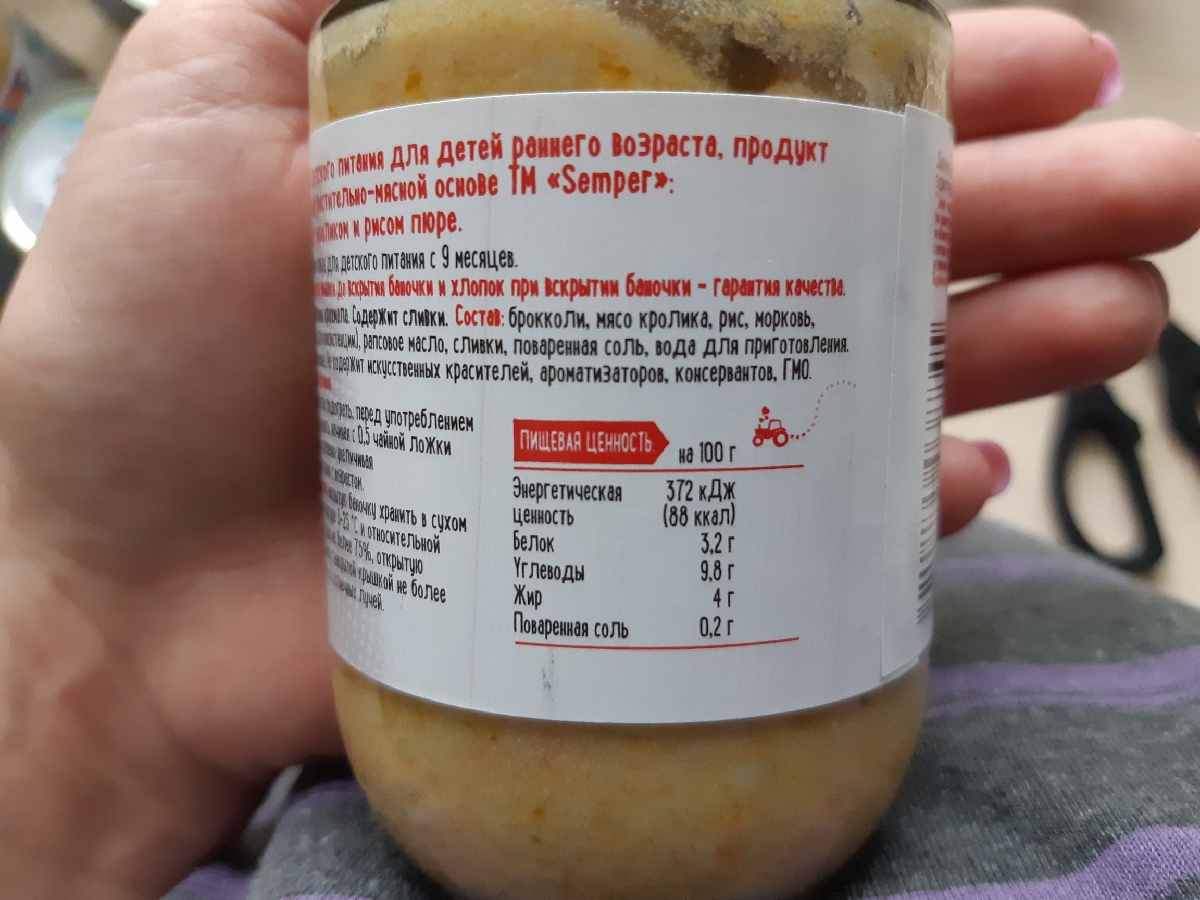 питания для детей раннего возраста, продукт
мясной основе ТМ «Semper»:
и рисом пюре.
для детского питания с 9 месяцев.
до вскрытия баночки и хлопок при вскрытии баночки – гарантия качества.
Содержит сливки. Состав: брокколи, мясо кролика, рис, морковь,
рапсовое масло, сливки, поваренная соль, вода для приготовления.
содержит искусственных красителей, ароматизаторов, консервантов, ГМО.
перед употреблением
с 0,5 чайной ложки
увеличивая
баночку хранить в сухом
°С и относительной
более 75%, открытую
крышкой не более
лучей.
ПИЩЕВАЯ ЦЕННОСТЬ на 100 г
Энергетическая 372 кДж
ценность (88 ккал)
Белок 3,2 г
Углеводы 9,8 г
Жир 4 г
Поваренная соль 0,2 г